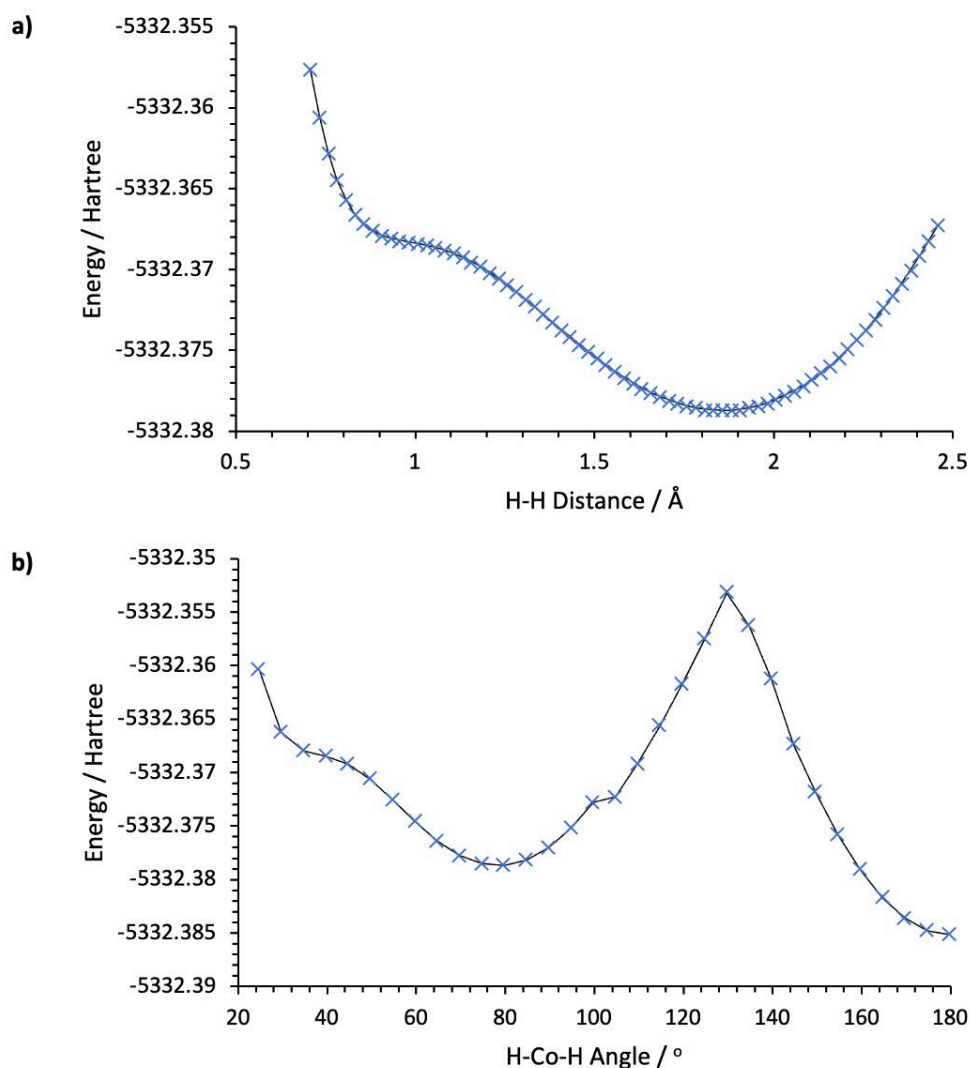 a)
-5332.355
-5332.36
-5332.365
-5332.37
-5332.375
-5332.38
Energy / Hartree
0.5 1 1.5 2 2.5
H-H Distance / Å
b)
-5332.35
-5332.355
-5332.36
-5332.365
-5332.37
-5332.375
-5332.38
-5332.385
-5332.39
Energy / Hartree
20 40 60 80 100 120 140 160 180
H-Co-H Angle / °